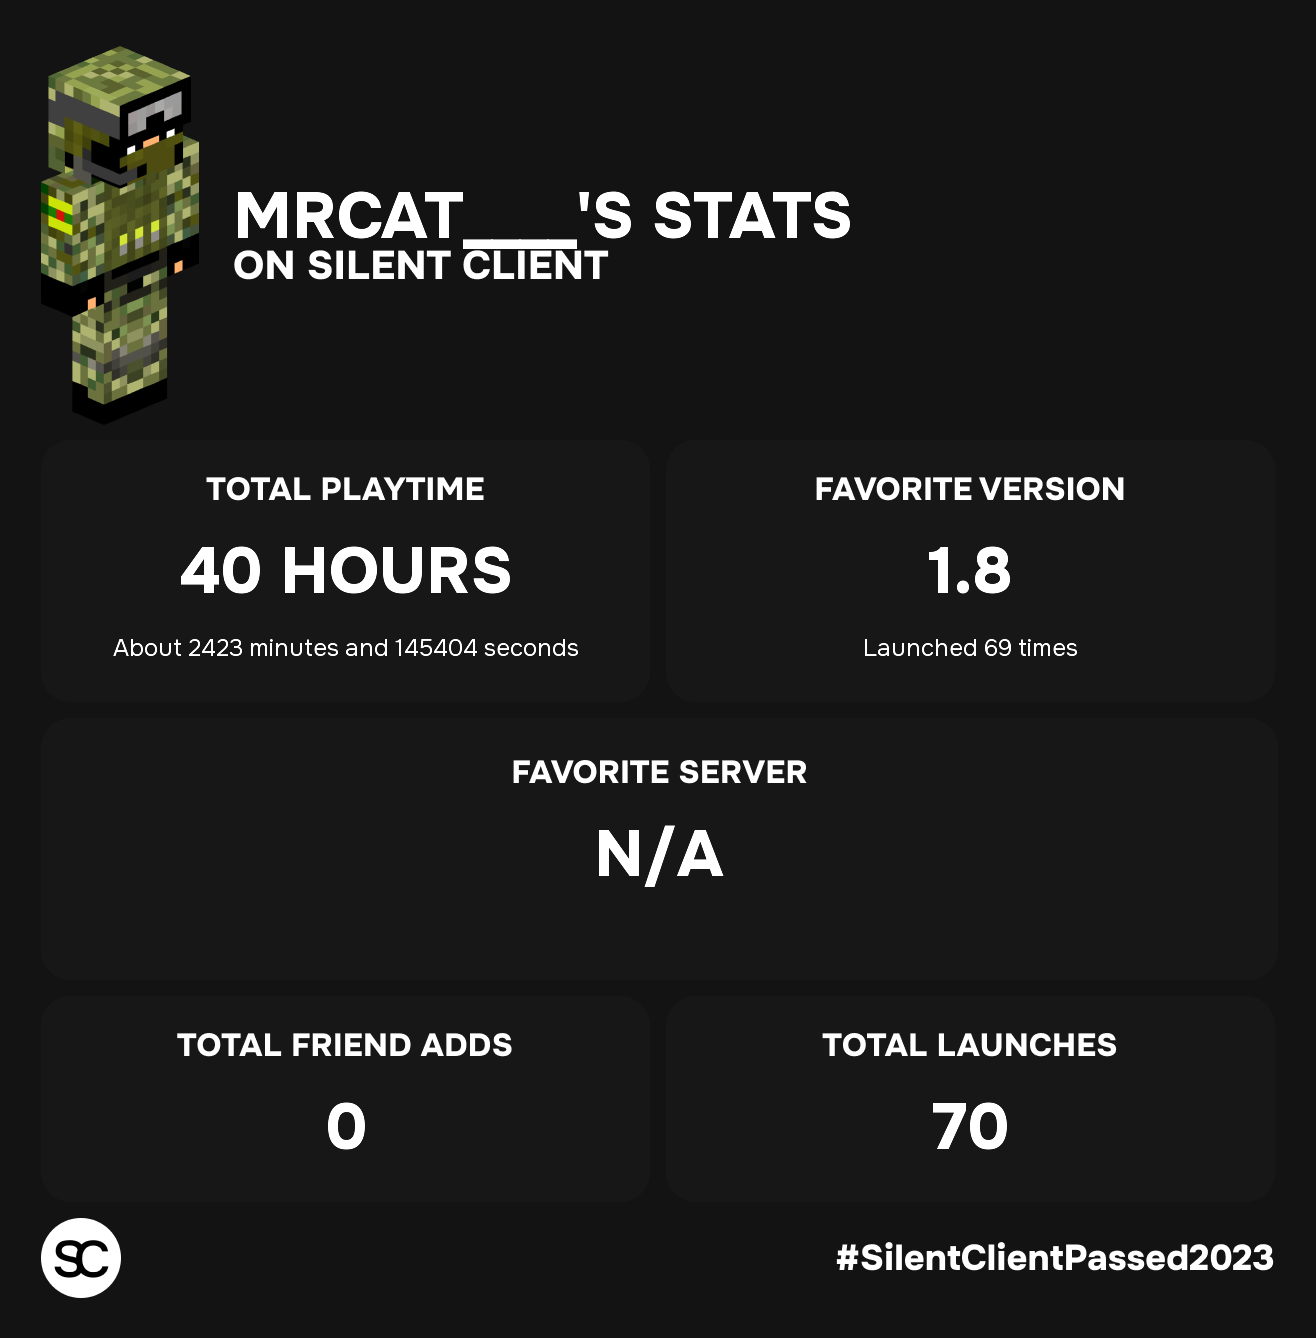 MRCAT____'S STATS
ON SILENT CLIENT
TOTAL PLAYTIME
40 HOURS
About 2423 minutes and 145404 seconds
FAVORITE VERSION
1.8
Launched 69 times
FAVORITE SERVER
N/A
TOTAL FRIEND ADDS
0
TOTAL LAUNCHES
70
SC
#SilentClientPassed2023